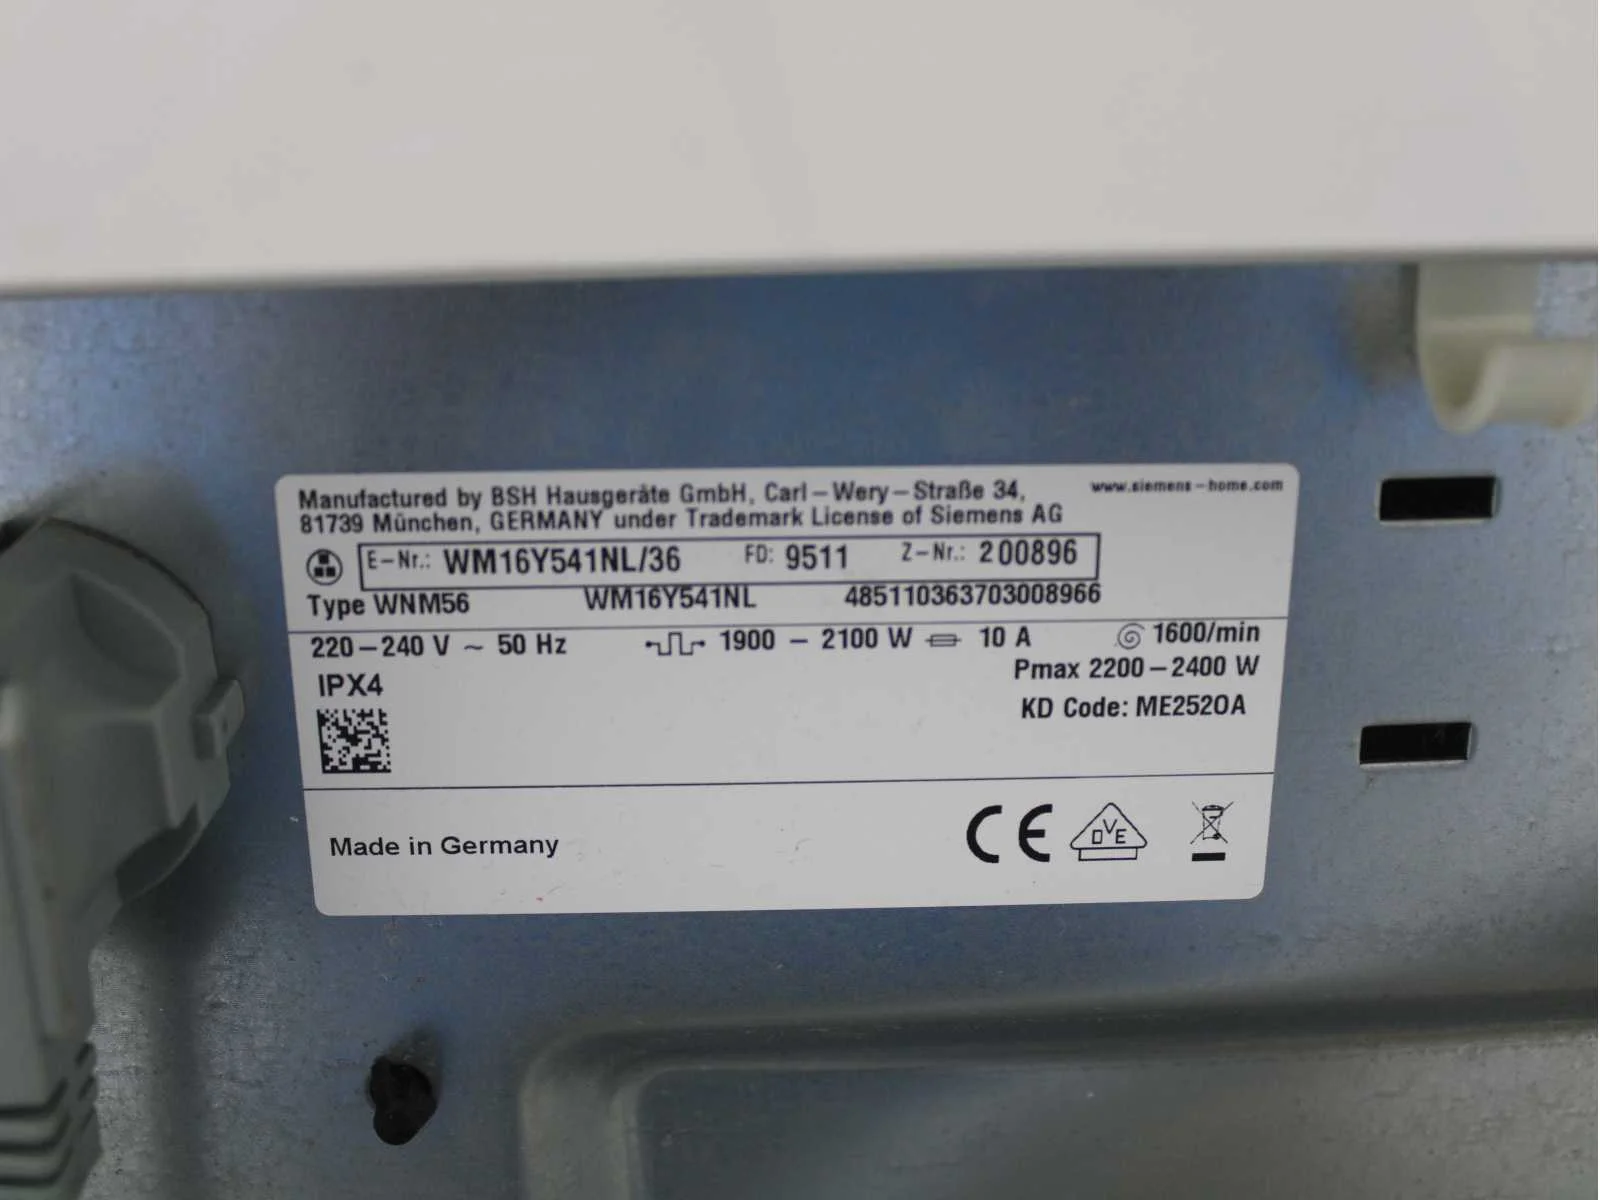 Manufactured by BSH Hausgeräte GmbH, Carl-Wery-Straße 34,
81739 München, GERMANY under Trademark License of Siemens AG
www.siemens-home.com
E-Nr.: WM16Y541NL/36 FD: 9511 Z-Nr.: 200896
Type WNM56 WM16Y541NL 485110363703008966
220-240 V ~ 50 Hz 1900 - 2100 W 10 A 1600/min
IPX4 Pmax 2200-2400 W
KD Code: ME252OA
Made in Germany CE DVE